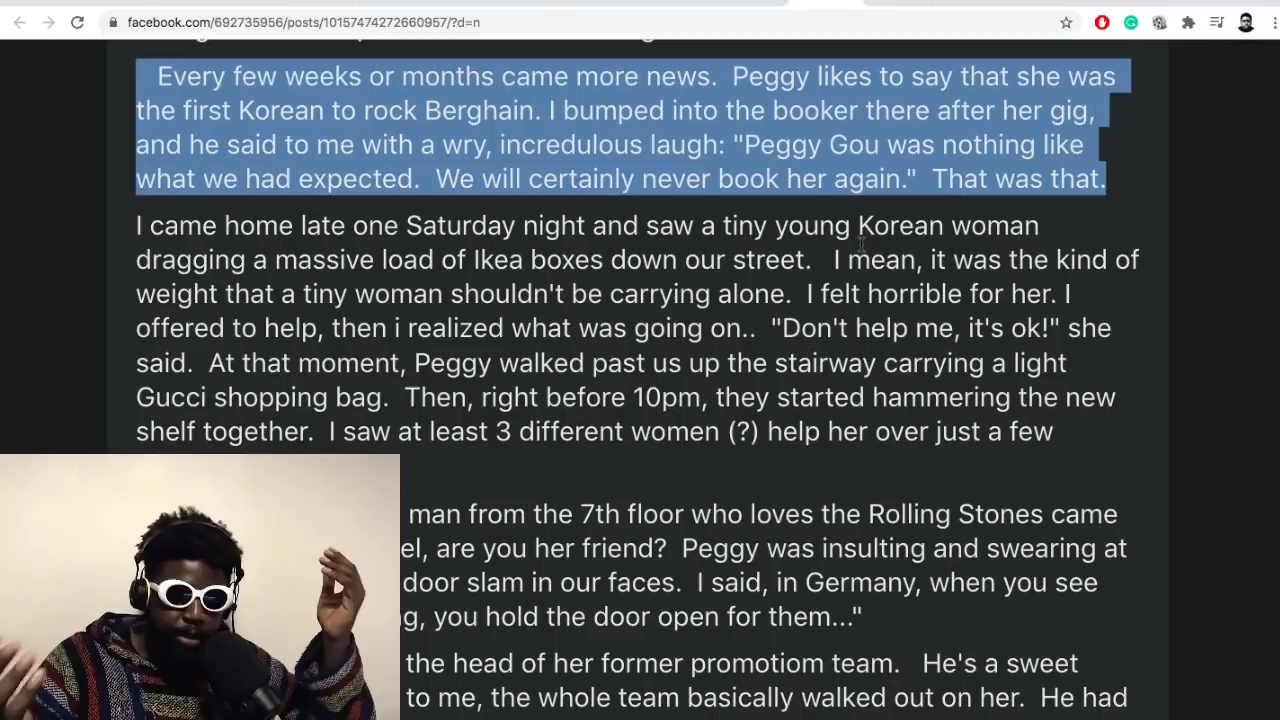 facebook.com/692735956/posts/10157474272660957/?d=n
Every few weeks or months came more news. Peggy likes to say that she was
the first Korean to rock Berghain. I bumped into the booker there after her gig,
and he said to me with a wry, incredulous laugh: "Peggy Gou was nothing like
what we had expected. We will certainly never book her again." That was that.
I came home late one Saturday night and saw a tiny young Korean woman
dragging a massive load of Ikea boxes down our street. I mean, it was the kind of
weight that a tiny woman shouldn't be carrying alone. I felt horrible for her. I
offered to help, then i realized what was going on.. "Don't help me, it's ok!" she
said. At that moment, Peggy walked past us up the stairway carrying a light
Gucci shopping bag. Then, right before 10pm, they started hammering the new
shelf together. I saw at least 3 different women (?) help her over just a few
man from the 7th floor who loves the Rolling Stones came
el, are you her friend? Peggy was insulting and swearing at
door slam in our faces. I said, in Germany, when you see
g, you hold the door open for them..."
the head of her former promotiom team. He's a sweet
to me, the whole team basically walked out on her. He had